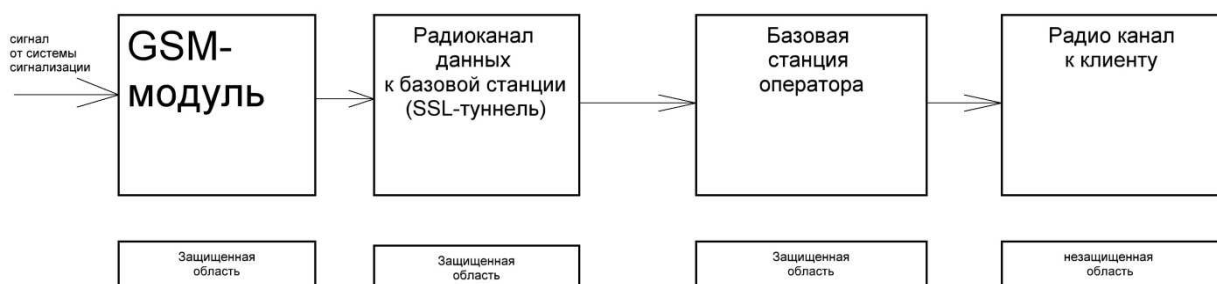 сигнал
от системы
сигнализации
GSM-
модуль
Радиоканал
данных
к базовой станции
(SSL-туннель)
Базовая
станция
оператора
Радио канал
к клиенту
Защищенная
область
Защищенная
область
Защищенная
область
незащищенная
область